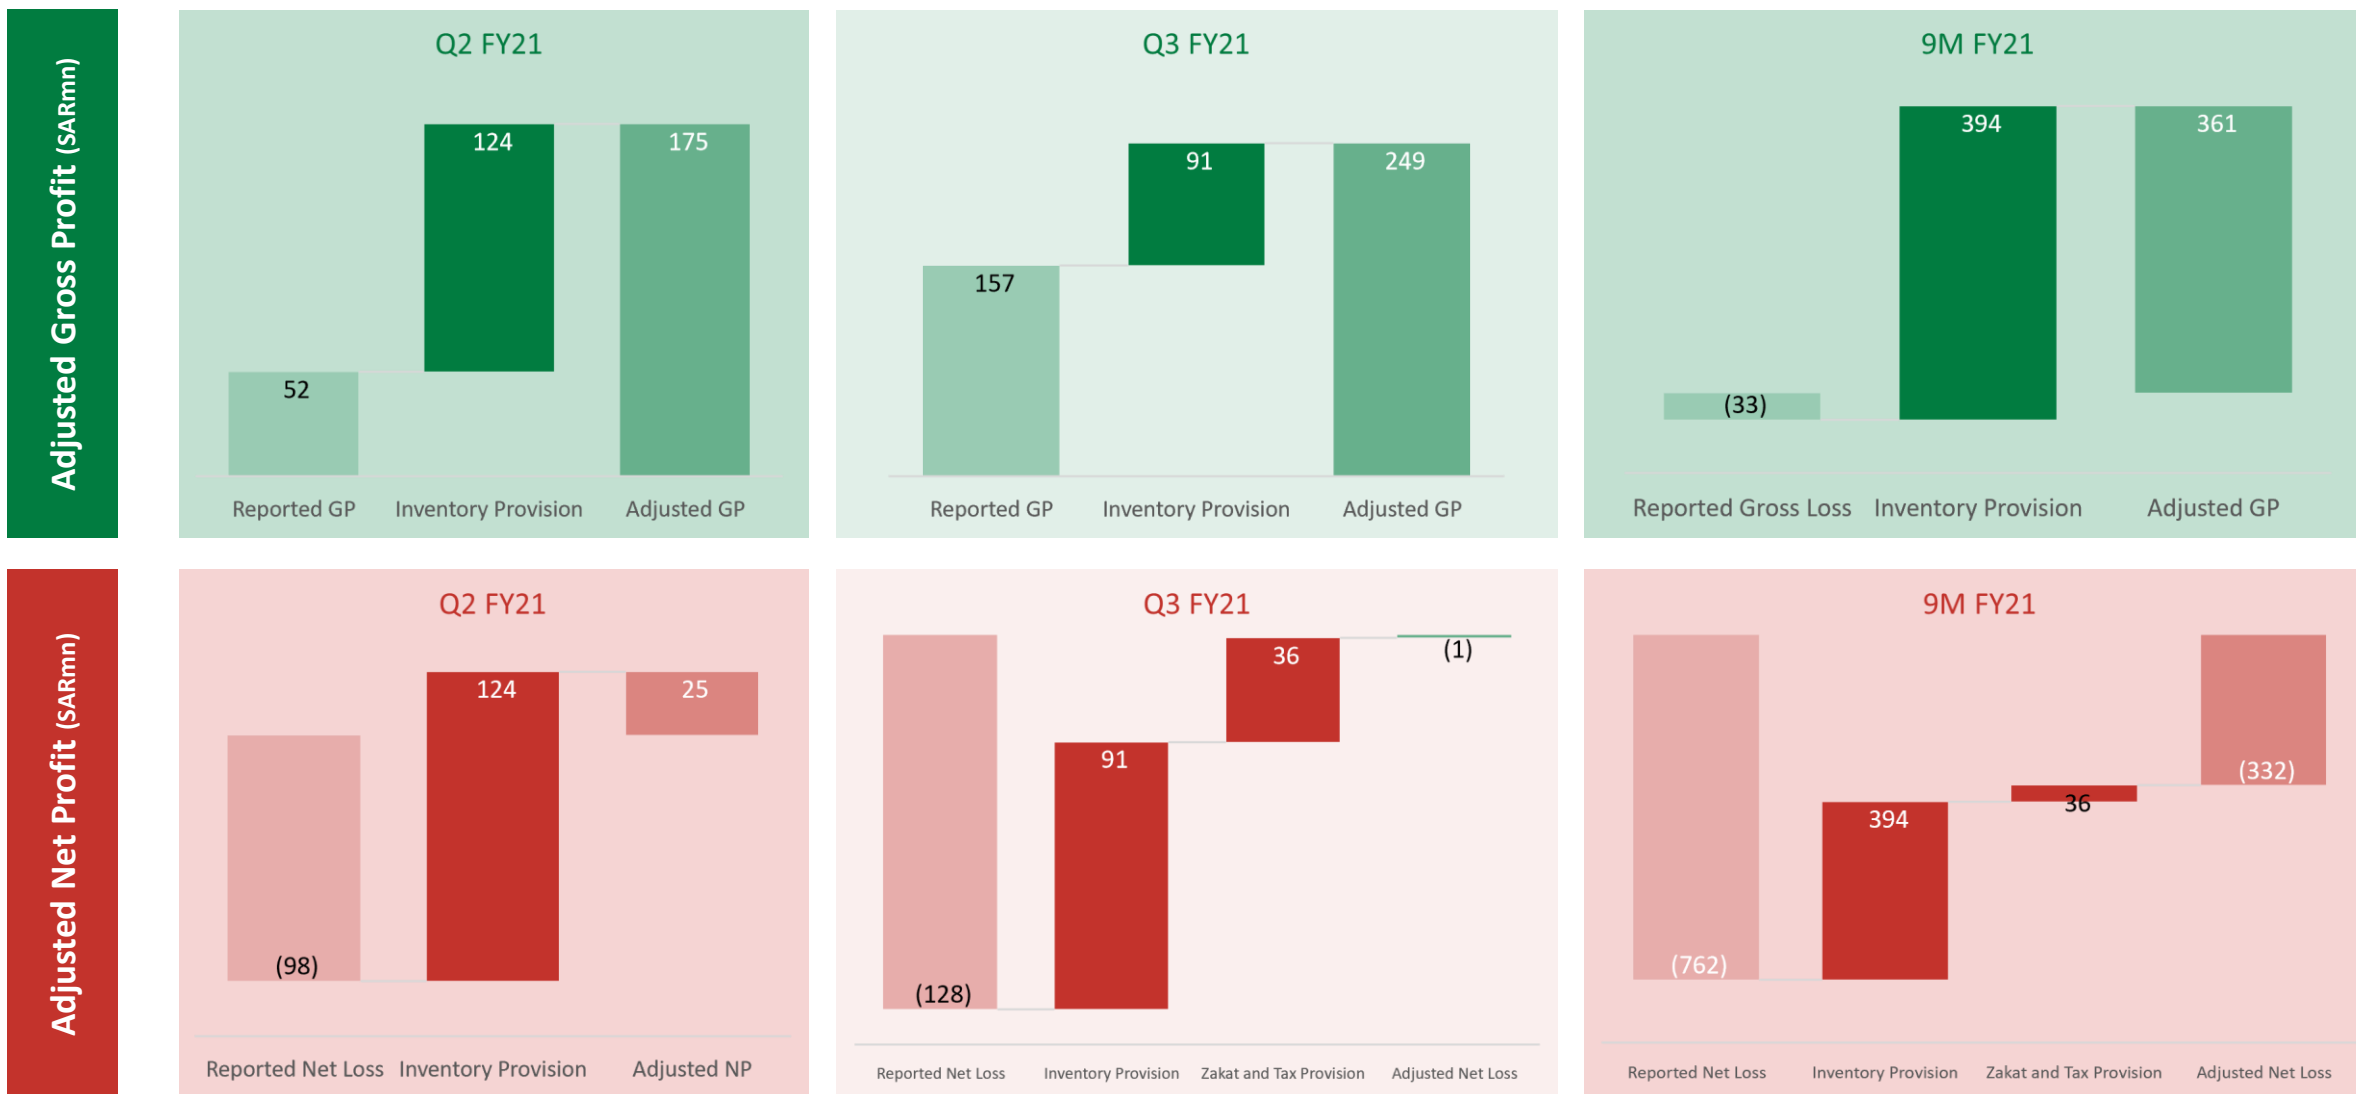 Adjusted Gross Profit (SARmn)
Q2 FY21
124
175
52
Reported GP
Inventory Provision
Adjusted GP
Q3 FY21
91
249
157
Reported GP
Inventory Provision
Adjusted GP
9M FY21
394
361
(33)
Reported Gross Loss
Inventory Provision
Adjusted GP
Adjusted Net Profit (SARmn)
Q2 FY21
124
25
(98)
Reported Net Loss
Inventory Provision
Adjusted NP
Q3 FY21
36
(1)
91
(128)
Reported Net Loss
Inventory Provision
Zakat and Tax Provision
Adjusted Net Loss
9M FY21
(332)
36
394
(762)
Reported Net Loss
Inventory Provision
Zakat and Tax Provision
Adjusted Net Loss